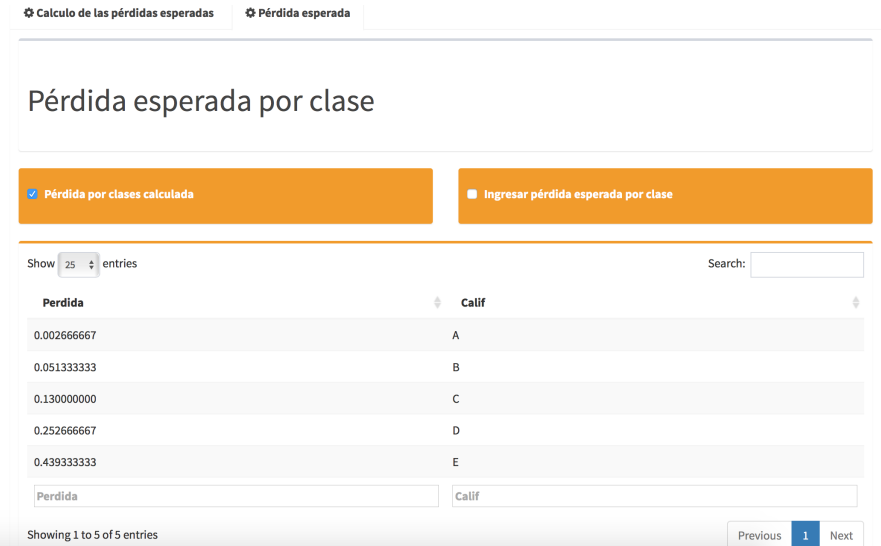 Calculo de las pérdidas esperadas Pérdida esperada
Pérdida esperada por clase
Pérdida por clases calculada Ingresar pérdida esperada por clase
Show 25 entries Search:
Perdida Calif
0.002666667 A
0.051333333 B
0.130000000 C
0.252666667 D
0.439333333 E
Perdida Calif
Showing 1 to 5 of 5 entries Previous 1 Next